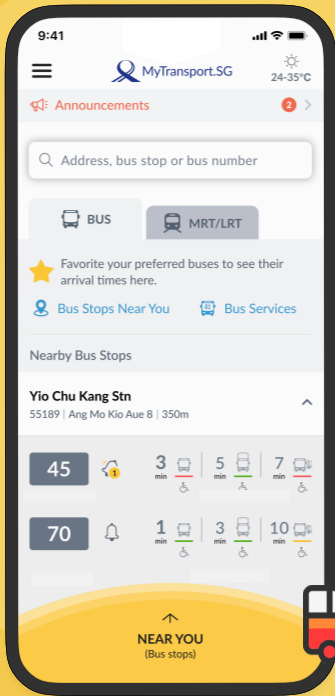 9:41
MyTransport.SG
24-35°C
Announcements
2
Address, bus stop or bus number
BUS
MRT/LRT
Favorite your preferred buses to see their
arrival times here.
Bus Stops Near You
Bus Services
Nearby Bus Stops
Yio Chu Kang Stn
55189 | Ang Mo Kio Aue 8 | 350m
45
1
3 5 7
min min min
70
1 3 10
min min min
NEAR YOU
(Bus stops)